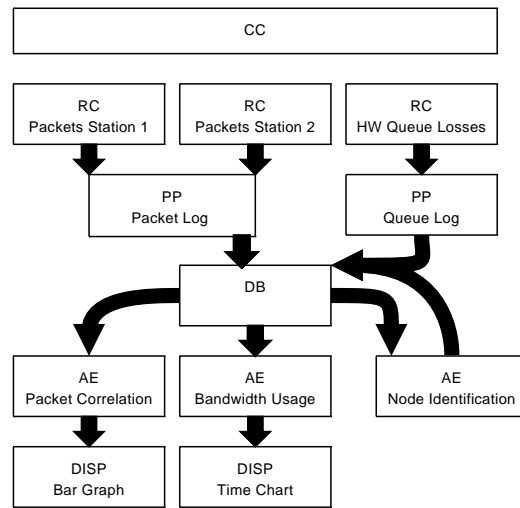 CC
RC
Packets Station 1
RC
Packets Station 2
RC
HW Queue Losses
PP
Packet Log
PP
Queue Log
DB
AE
Packet Correlation
AE
Bandwidth Usage
AE
Node Identification
DISP
Bar Graph
DISP
Time Chart